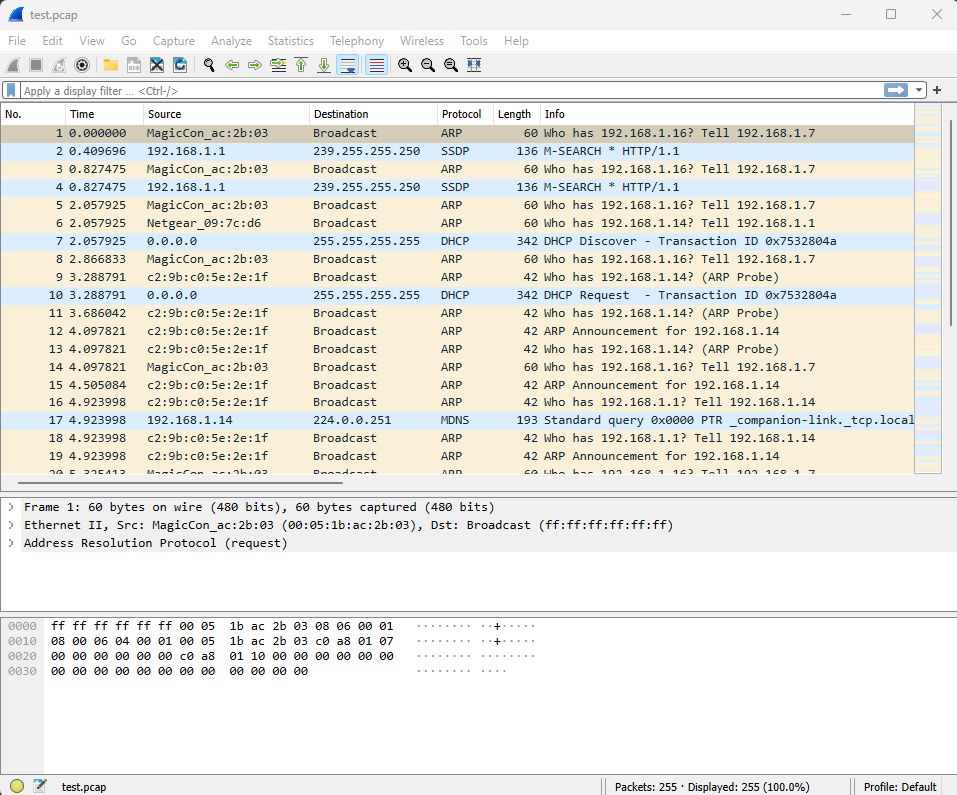 test.pcap
File Edit View Go Capture Analyze Statistics Telephony Wireless Tools Help
Apply a display filter ... <Ctrl-/>
No. Time Source Destination Protocol Length Info
1 0.000000 MagicCon_ac:2b:03 Broadcast ARP 60 Who has 192.168.1.16? Tell 192.168.1.7
2 0.409696 192.168.1.1 239.255.255.250 SSDP 136 M-SEARCH * HTTP/1.1
3 0.827475 MagicCon_ac:2b:03 Broadcast ARP 60 Who has 192.168.1.16? Tell 192.168.1.7
4 0.827475 192.168.1.1 239.255.255.250 SSDP 136 M-SEARCH * HTTP/1.1
5 2.057925 MagicCon_ac:2b:03 Broadcast ARP 60 Who has 192.168.1.16? Tell 192.168.1.7
6 2.057925 Netgear_09:7c:d6 Broadcast ARP 60 Who has 192.168.1.14? Tell 192.168.1.1
7 2.057925 0.0.0.0 255.255.255.255 DHCP 342 DHCP Discover - Transaction ID 0x7532804a
8 2.866833 MagicCon_ac:2b:03 Broadcast ARP 60 Who has 192.168.1.16? Tell 192.168.1.7
9 3.288791 c2:9b:c0:5e:2e:1f Broadcast ARP 42 Who has 192.168.1.14? (ARP Probe)
10 3.288791 0.0.0.0 255.255.255.255 DHCP 342 DHCP Request  - Transaction ID 0x7532804a
11 3.686042 c2:9b:c0:5e:2e:1f Broadcast ARP 42 Who has 192.168.1.14? (ARP Probe)
12 4.097821 c2:9b:c0:5e:2e:1f Broadcast ARP 42 ARP Announcement for 192.168.1.14
13 4.097821 c2:9b:c0:5e:2e:1f Broadcast ARP 42 Who has 192.168.1.14? (ARP Probe)
14 4.097821 MagicCon_ac:2b:03 Broadcast ARP 60 Who has 192.168.1.16? Tell 192.168.1.7
15 4.505084 c2:9b:c0:5e:2e:1f Broadcast ARP 42 ARP Announcement for 192.168.1.14
16 4.923998 c2:9b:c0:5e:2e:1f Broadcast ARP 42 Who has 192.168.1.1? Tell 192.168.1.14
17 4.923998 192.168.1.14 224.0.0.251 MDNS 193 Standard query 0x0000 PTR _companion-link._tcp.local
18 4.923998 c2:9b:c0:5e:2e:1f Broadcast ARP 42 Who has 192.168.1.1? Tell 192.168.1.14
19 4.923998 c2:9b:c0:5e:2e:1f Broadcast ARP 42 ARP Announcement for 192.168.1.14
20 5.325413 MagicCon_ac:2b:03 Broadcast ARP 60 Who has 192.168.1.16? Tell 192.168.1.7
Frame 1: 60 bytes on wire (480 bits), 60 bytes captured (480 bits)
Ethernet II, Src: MagicCon_ac:2b:03 (00:05:1b:ac:2b:03), Dst: Broadcast (ff:ff:ff:ff:ff:ff)
Address Resolution Protocol (request)
0000 ff ff ff ff ff ff 00 05 1b ac 2b 03 08 06 00 01 ········ ··+·····
0010 08 00 06 04 00 01 00 05 1b ac 2b 03 c0 a8 01 07 ········ ··+·····
0020 00 00 00 00 00 00 c0 a8 01 10 00 00 00 00 00 00 ········ ········
0030 00 00 00 00 00 00 00 00 00 00 00 00 ········ ····
test.pcap Packets: 255 · Displayed: 255 (100.0%) Profile: Default